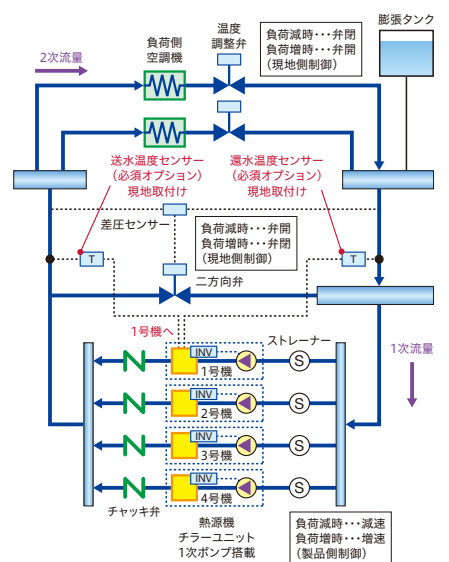 膨張タンク
負荷側
空調機
温度
調整弁
負荷減時･･･弁閉
負荷増時･･･弁開
(現地側制御)
2次流量
送水温度センサー
(必須オプション)
現地取付け
還水温度センサー
(必須オプション)
現地取付け
差圧センサー
負荷減時･･･弁開
負荷増時･･･弁閉
(現地側制御)
T
T
二方向弁
1号機へ
ストレーナー
1次流量
INV
1号機
S
INV
2号機
S
INV
3号機
S
INV
4号機
S
チャッキ弁
熱源機
チラーユニット
1次ポンプ搭載
負荷減時･･･減速
負荷増時･･･増速
(製品側制御)